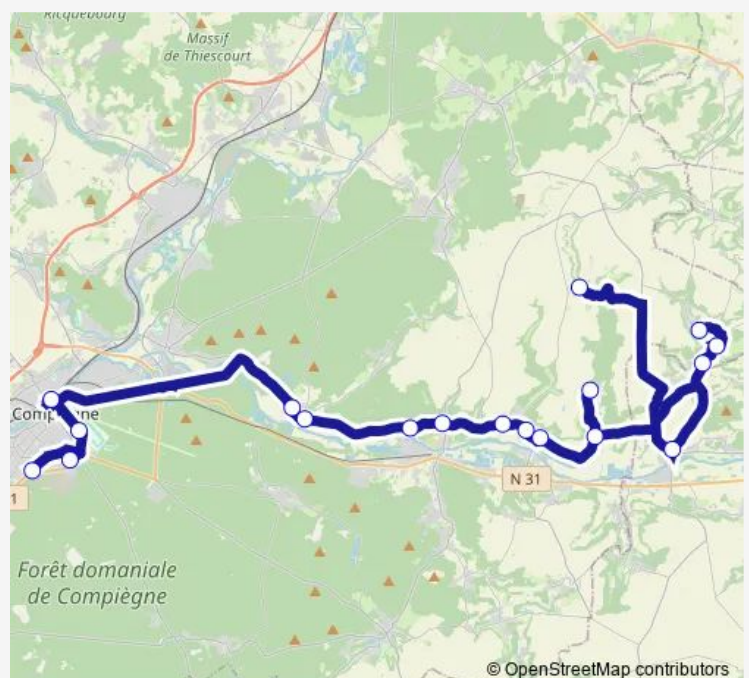 Ricquebourg
Massif
de Thiescourt
Compiègne
N 31
1
Forêt domaniale
de Compiègne
© OpenStreetMap contributors